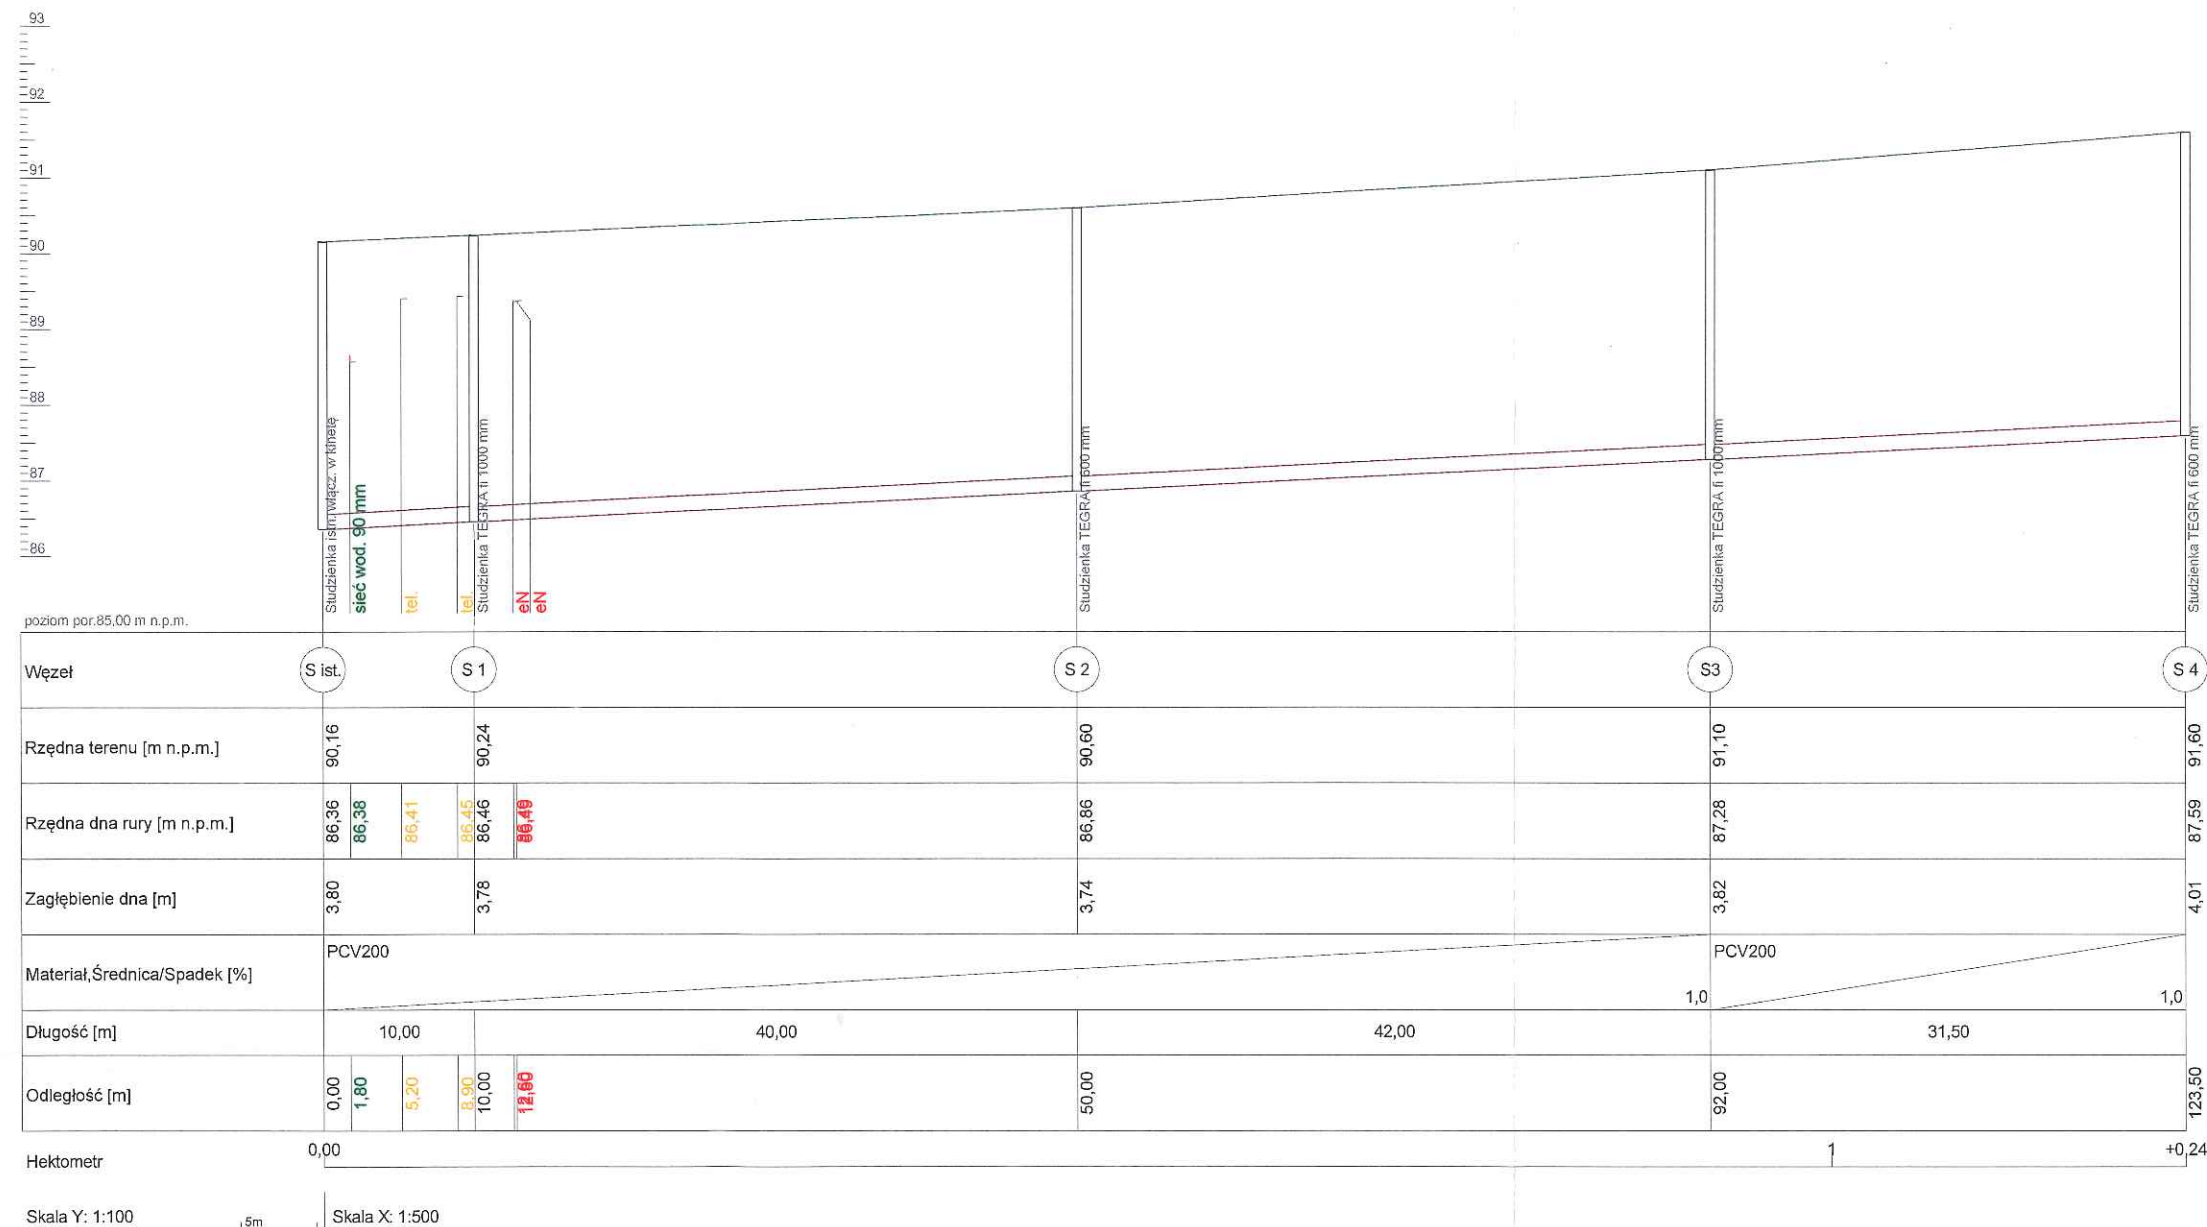 93
92
91
90
89
88
87
86
Studzienka istn. włącz. w kinetę
sieć wod. 90 mm
tel.
tel.
Studzienka TEGRA fi 1000 mm
eN
eN
Studzienka TEGRA fi 600 mm
Studzienka TEGRA fi 1000 mm
Studzienka TEGRA fi 600 mm
poziom por.85,00 m n.p.m.
Węzeł S ist. S 1 S 2 S3 S 4
Rzędna terenu [m n.p.m.] 90,16 90,24 90,60 91,10 91,60
Rzędna dna rury [m n.p.m.] 86,36 86,38 86,41 86,45 86,46 86,86 87,28 87,59
Zagłębienie dna [m] 3,80 3,78 3,74 3,82 4,01
PCV200 PCV200
Materiał,Średnica/Spadek [%]
1,0 1,0
Długość [m] 10,00 40,00 42,00 31,50
Odległość [m] 0,00 1,80 5,20 8,90 10,00 50,00 92,00 123,50
0,00 1 +0,24
Hektometr
Skala Y: 1:100 5m Skala X: 1:500